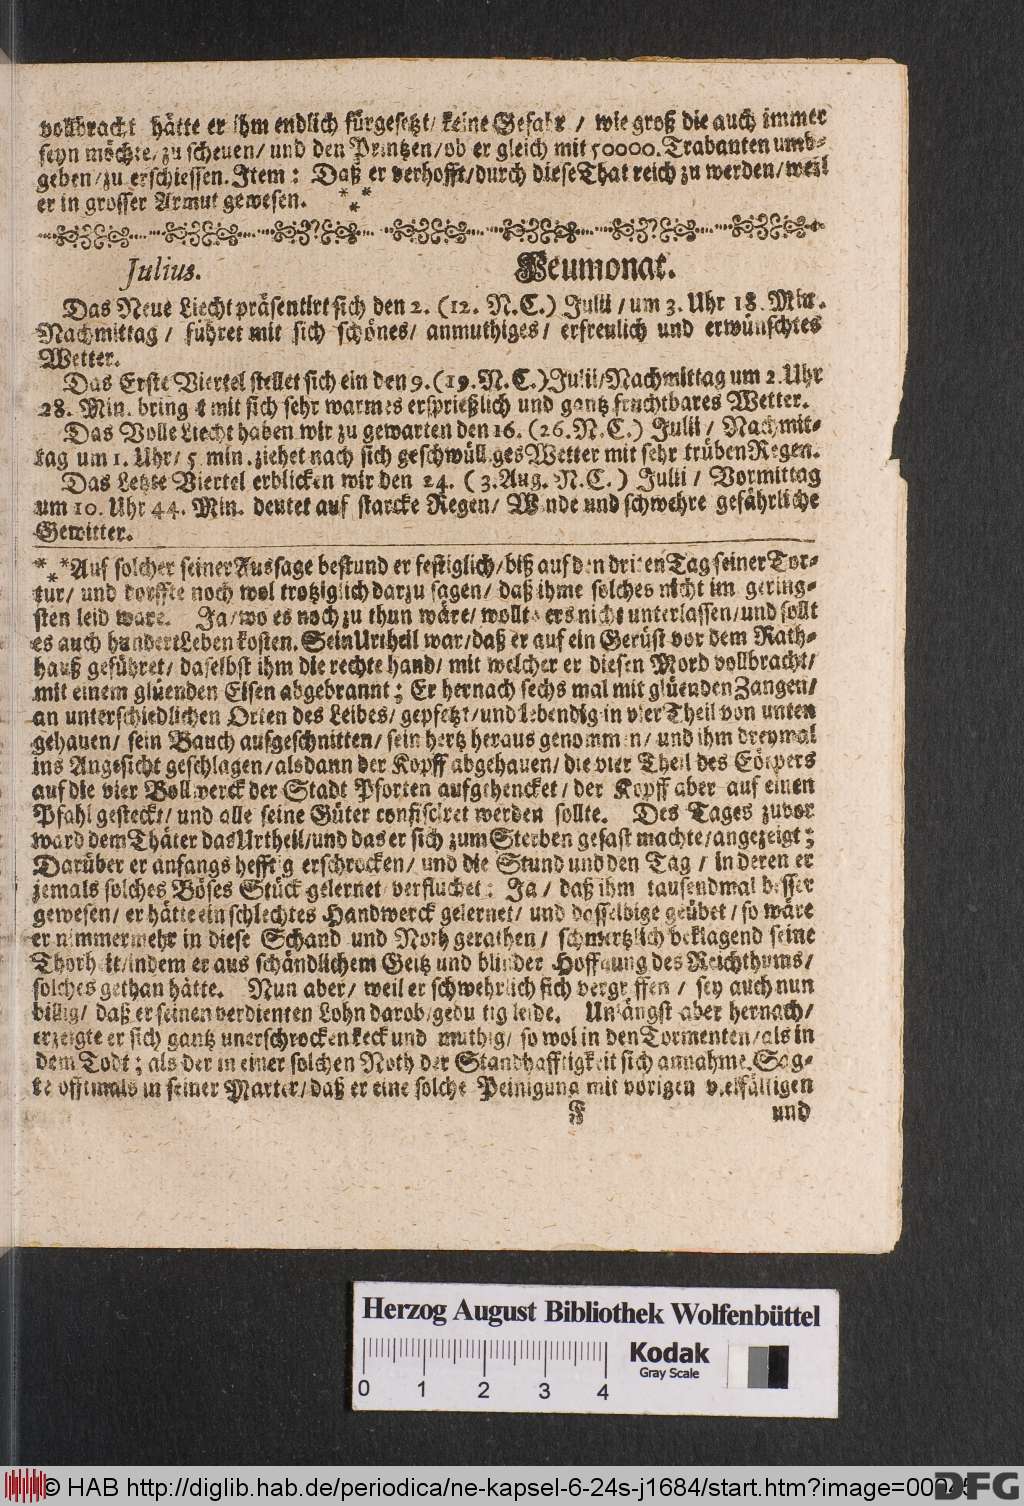 vollbracht hätte er ihm endlich fürgesetzt/ keine Gefahr / wie groß die auch immer
seyn möchte/ zu scheuen/ und den Printzen/ ob er gleich mit 50000. Trabanten umb-
geben/ zu erschiessen. Item: Daß er verhofft/ durch diese That reich zu werden/ weil
er in grosser Armut gewesen. ***
Julius. Heumonat.
Das Neue Liecht präsentirt sich den 2. (12. N.C.) Julii / um 3. Uhr 18. Min.
Nachmittag / führet mit sich schönes/ anmuthiges/ erfreulich und erwünschtes
Wetter.
Das Erste Viertel stellet sich ein den 9. (19. N.C.) Julii/ Nachmittag um 2. Uhr
28. Min. bringt mit sich sehr warmes ersprießlich und gantz fruchtbares Wetter.
Das Volle Liecht haben wir zu gewarten den 16. (26. N.C.) Julii / Nachmit-
tag um 1. Uhr/ 5 min. ziehet nach sich geschwülliges Wetter mit sehr trüben Regen.
Das Letzte Viertel erblicken wir den 24. ( 3. Aug. N.C. ) Julii / Vormittag
um 10. Uhr 44. Min. deutet auf starcke Regen/ Winde und schwehre gefährliche
Gewitter.
*** Auf solcher seiner Aussage bestund er festiglich/ biß auf den driten Tag seiner Tor-
tur/ und dorffte noch wol trotziglich darzu sagen/ daß ihme solches nicht im gering-
sten leid ware. Ja/ wo es noch zu thun wäre/ wollte ers nicht unterlassen/ und sollt
es auch hundert Leben kosten. Sein Urtheil war/ daß er auf ein Gerüst vor dem Rath-
hauß geführet/ daselbst ihm die rechte hand/ mit welcher er diesen Mord vollbracht/
mit einem glüenden Eisen abgebrannt; Er hernach sechs mal mit glüenden Zangen/
an unterschiedlichen Orten des Leibes/ gepfetzt/ und lebendig in vier Theil von unten
gehauen/ sein Bauch aufgeschnitten/ sein hertz heraus genommen/ und ihm dreymal
ins Angesicht geschlagen/ alsdann der Kopff abgehauen/ die vier Theil des Cörpers
auf die vier Bollwerck der Stadt Pforten aufgehencket/ der Kopff aber auf einen
Pfahl gesteckt/ und alle seine Güter confisciret werden sollte. Des Tages zuvor
ward dem Thäter das Urtheil/ und das er sich zum Sterben gefast machte/ angezeigt;
Darüber er anfangs hefftig erschrocken/ und die Stund und den Tag / in deren er
jemals solches Böses Stück gelernet verfluchet: Ja / daß ihm tausendmal besser
gewesen/ er hätte ein schlechtes Handwerck gelernet/ und dasselbige geübet/ so wäre
er nimmermehr in diese Schand und Noth gerathen/ schmertzlich beklagend seine
Thorheit/ indem er aus schändlichem Geitz und blinder Hoffnung des Reichthums/
solches gethan hätte. Nun aber/ weil er schwehrlich sich vergriffen / sey auch nun
billig/ daß er seinen verdienten Lohn darob/ gedultig leide. Unlängst aber hernach/
erzeigte er sich gantz unerschrocken keck und muthig/ so wol in den Tormenten/ als in
dem Todt; als der in einer solchen Noth der Standhafftigkeit sich annahme. Sag-
te offtmals in seiner Marter/ daß er eine solche Peinigung mit vorigen vielfältigen
F und
Herzog August Bibliothek Wolfenbüttel
Kodak
Gray Scale
0 1 2 3 4
© HAB http://diglib.hab.de/periodica/ne-kapsel-6-24s-j1684/start.htm?image=00045
DFG